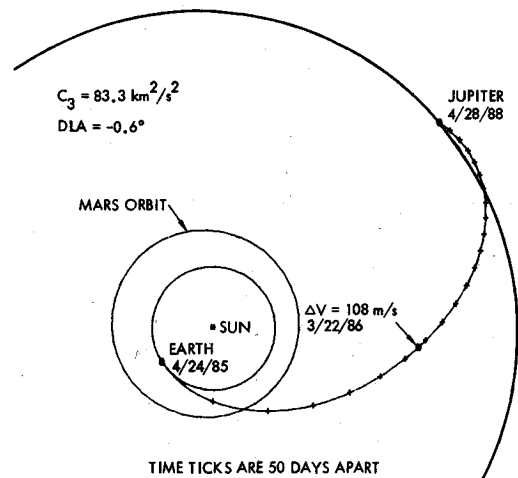 C₃ = 83.3 km²/s²
DLA = -0.6°
JUPITER
4/28/88
MARS ORBIT
SUN
ΔV = 108 m/s
3/22/86
EARTH
4/24/85
TIME TICKS ARE 50 DAYS APART